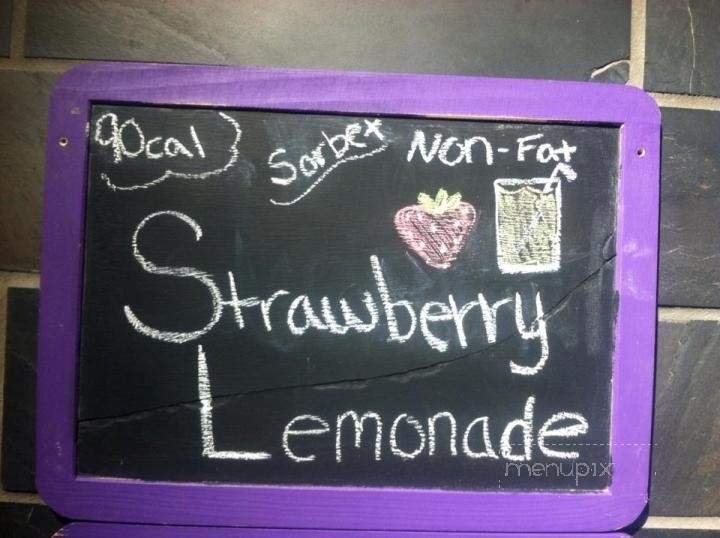 90cal Sorbet Non-Fat
Strawberry
Lemonade
menupix